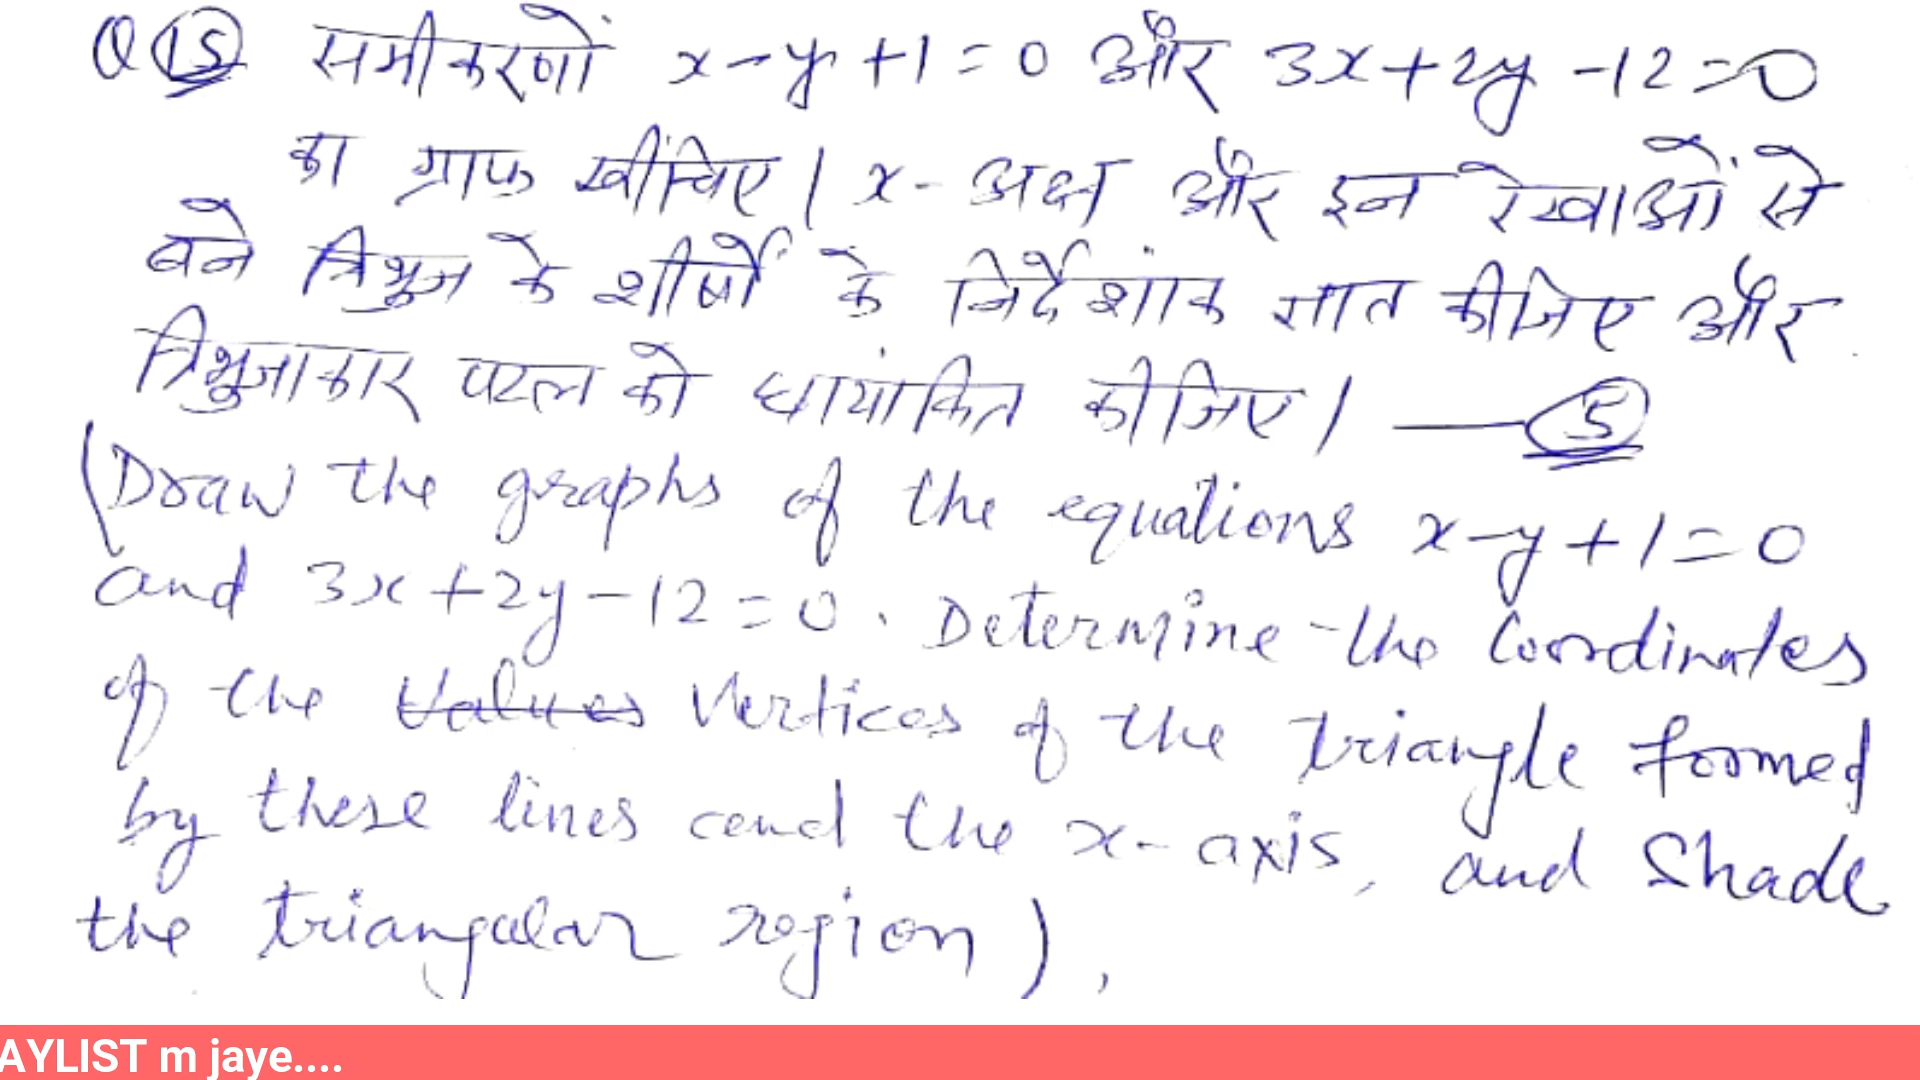 Q 15 समीकरणों x-y+1=0 और 3x+2y-12=0
का ग्राफ खींचिए। x-अक्ष और इन रेखाओं से
बने त्रिभुज के शीर्षों के निर्देशांक ज्ञात कीजिए और
त्रिभुजाकार पटल को छायांकित कीजिए। — 5
(Draw the graphs of the equations x-y+1=0
and 3x+2y-12=0. Determine the Coordinates
of the Values Vertices of the triangle formed
by these lines and the x-axis, and Shade
the triangular region).
AYLIST m jaye....